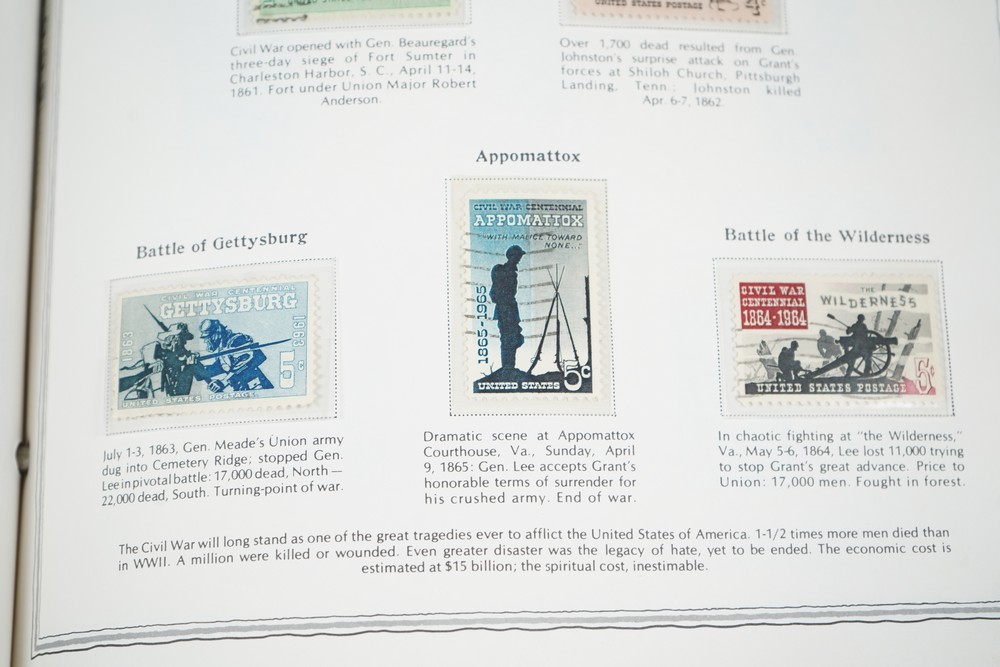 UNITED STATES POSTAGE 4
Civil War opened with Gen. Beauregard's
three-day siege of Fort Sumter in
Charleston Harbor, S. C., April 11-14,
1861. Fort under Union Major Robert
Anderson.
Over 1,700 dead resulted from Gen.
Johnston's surprise attack on Grant's
forces at Shiloh Church, Pittsburgh
Landing, Tenn.; Johnston killed
Apr. 6-7, 1862.
Appomattox
CIVIL WAR CENTENNIAL
APPOMATTOX
"WITH MALICE TOWARD
NONE..."
1865-1965
UNITED STATES 5c
Battle of Gettysburg
CIVIL WAR CENTENNIAL
GETTYSBURG
1863
1963
5c
UNITED STATES POSTAGE
Battle of the Wilderness
CIVIL WAR
CENTENNIAL
1864-1964
THE
WILDERNESS
UNITED STATES POSTAGE
5c
July 1-3, 1863, Gen. Meade's Union army
dug into Cemetery Ridge; stopped Gen.
Lee in pivotal battle: 17,000 dead, North —
22,000 dead, South. Turning-point of war.
Dramatic scene at Appomattox
Courthouse, Va., Sunday, April
9, 1865: Gen. Lee accepts Grant's
honorable terms of surrender for
his crushed army. End of war.
In chaotic fighting at "the Wilderness,"
Va., May 5-6, 1864, Lee lost 11,000 trying
to stop Grant's great advance. Price to
Union: 17,000 men. Fought in forest.
The Civil War will long stand as one of the great tragedies ever to afflict the United States of America. 1-1/2 times more men died than
in WWII. A million were killed or wounded. Even greater disaster was the legacy of hate, yet to be ended. The economic cost is
estimated at $15 billion; the spiritual cost, inestimable.